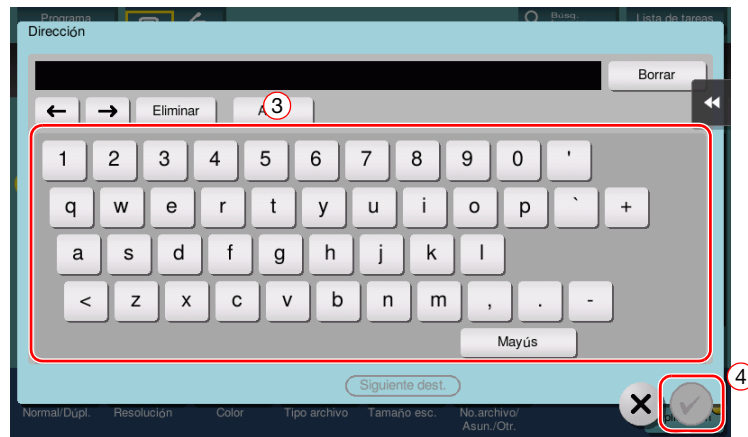 Programa
Búsq.
Lista de tareas
Dirección
Borrar
← → Eliminar
3
1 2 3 4 5 6 7 8 9 0 '
q w e r t y u i o p ` +
a s d f g h j k l
< z x c v b n m , . -
Mayús
4
Siguiente dest.
Normal/Dúpl. Resolución Color Tipo archivo Tamaño esc. No.archivo/
Asun./Otr.